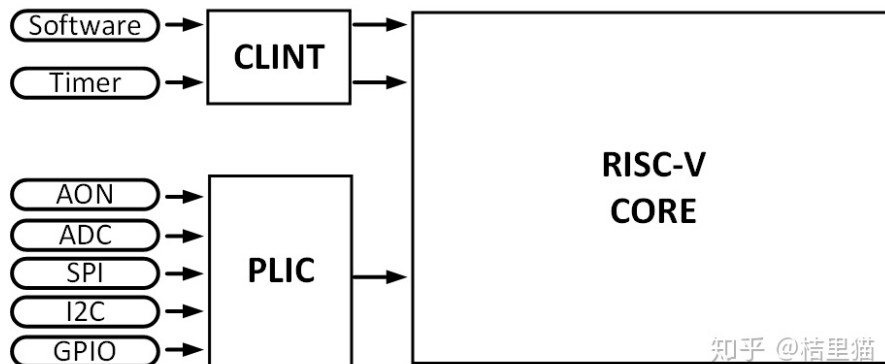 Software
Timer
CLINT
AON
ADC
SPI
I2C
GPIO
PLIC
RISC-V
CORE
知乎 @桔里猫